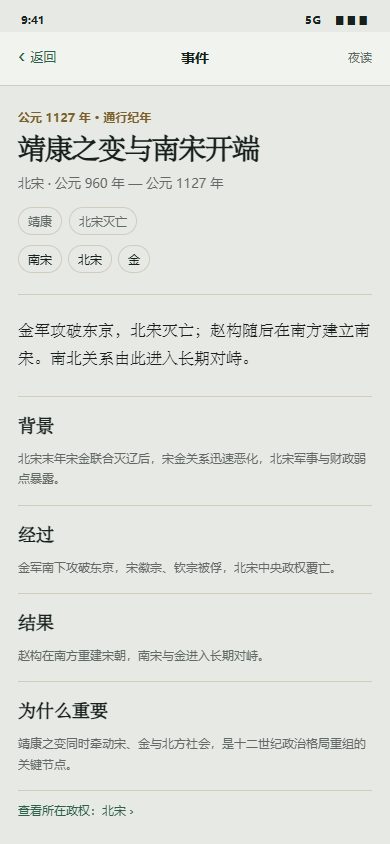 9:41 5G
‹ 返回 事件 夜读
公元 1127 年 • 通行纪年
靖康之变与南宋开端
北宋 · 公元 960 年 — 公元 1127 年
靖康 北宋灭亡
南宋 北宋 金
金军攻破东京，北宋灭亡；赵构随后在南方建立南
宋。南北关系由此进入长期对峙。
背景
北宋末年宋金联合灭辽后，宋金关系迅速恶化，北宋军事与财政弱
点暴露。
经过
金军南下攻破东京，宋徽宗、钦宗被俘，北宋中央政权覆亡。
结果
赵构在南方重建宋朝，南宋与金进入长期对峙。
为什么重要
靖康之变同时牵动宋、金与北方社会，是十二世纪政治格局重组的
关键节点。
查看所在政权：北宋 ›